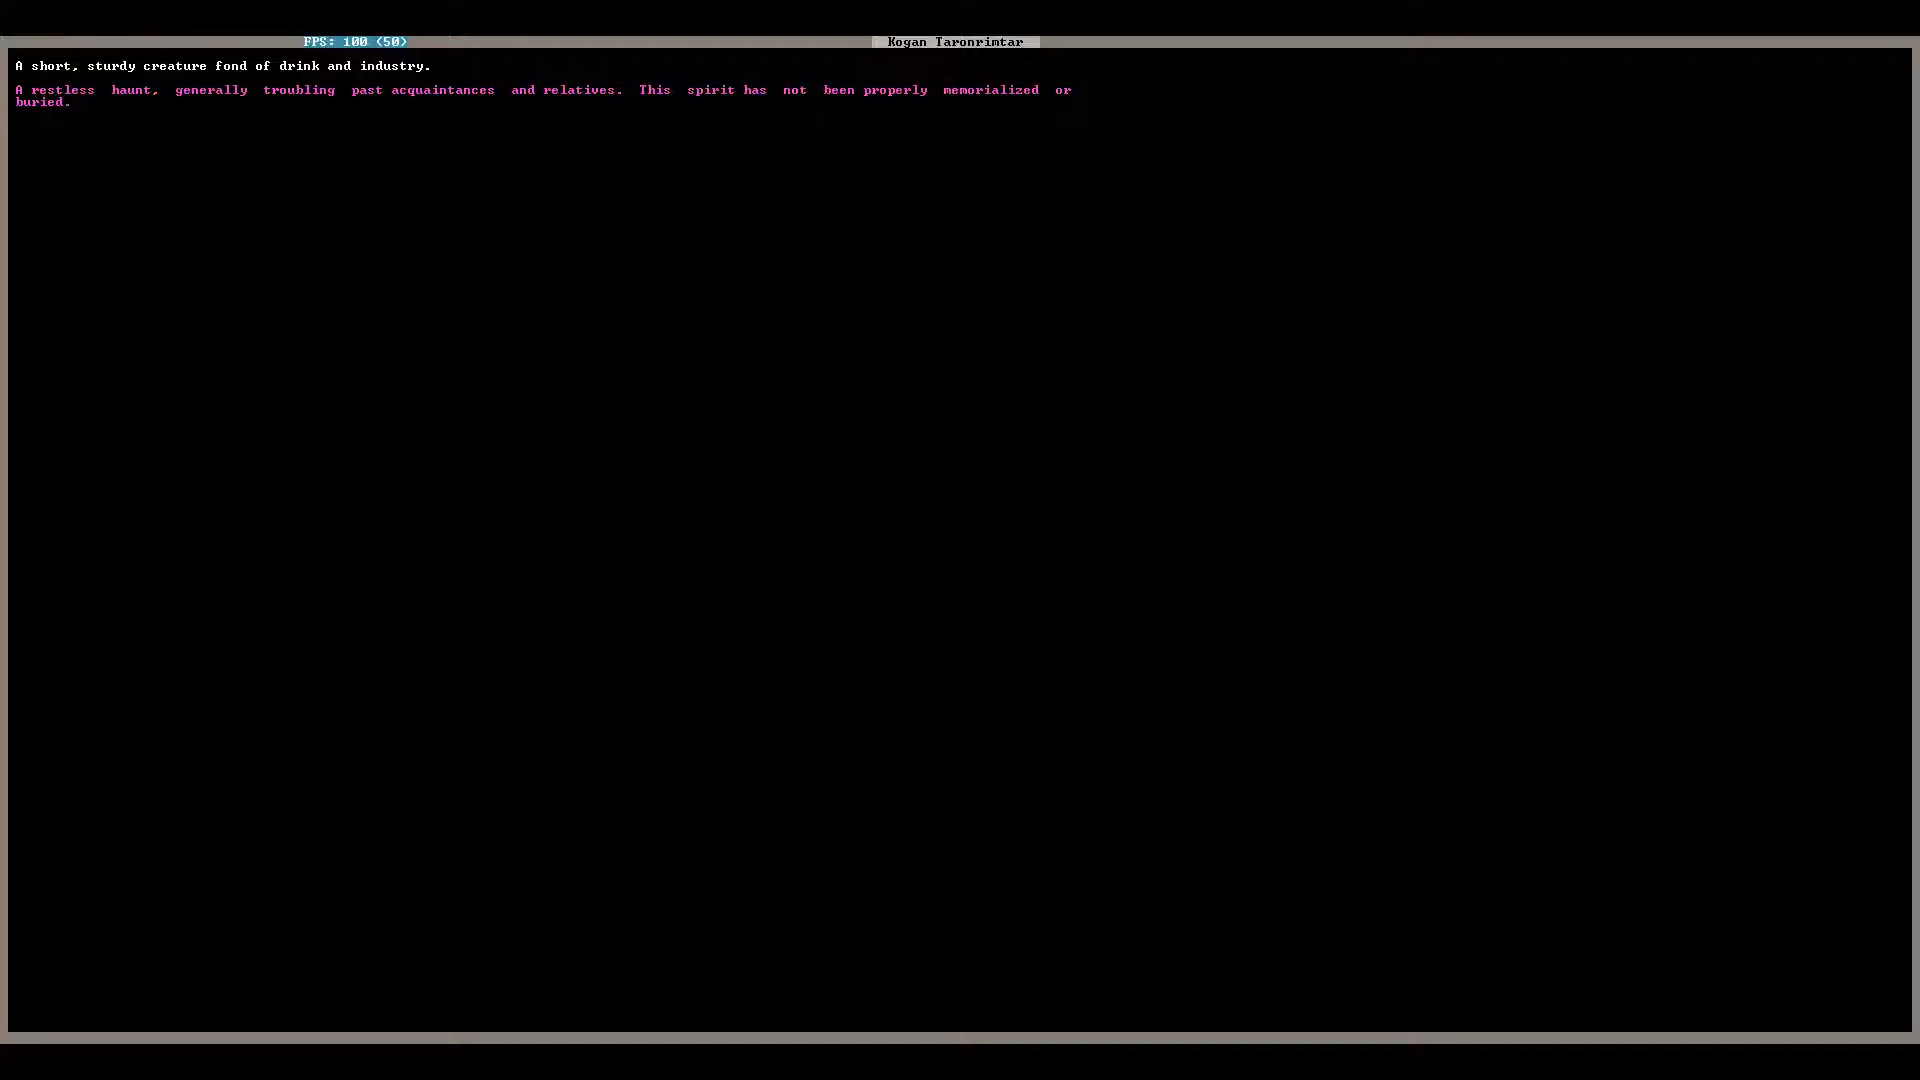 FPS: 100 (50) Kogan Taronrimtar
A short, sturdy creature fond of drink and industry.
A restless haunt, generally troubling past acquaintances and relatives. This spirit has not been properly memorialized or
buried.